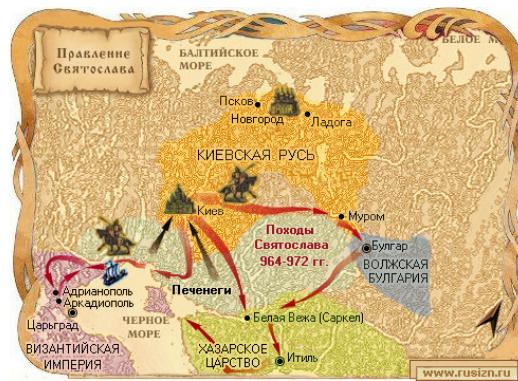 Правление
Святослава
БАЛТИЙСКОЕ
МОРЕ
БЕЛОЕ МОРЕ
Псков
Новгород
Ладога
КИЕВСКАЯ РУСЬ
Киев
Муром
Походы
Святослава
964-972 гг.
Булгар
ВОЛЖСКАЯ
БУЛГАРИЯ
Печенеги
Адрианополь
Аркадиополь
Царьград
ЧЕРНОЕ
МОРЕ
Белая Вежа (Саркел)
ВИЗАНТИЙСКАЯ
ИМПЕРИЯ
ХАЗАРСКОЕ
ЦАРСТВО
Итиль
www.rusizn.ru